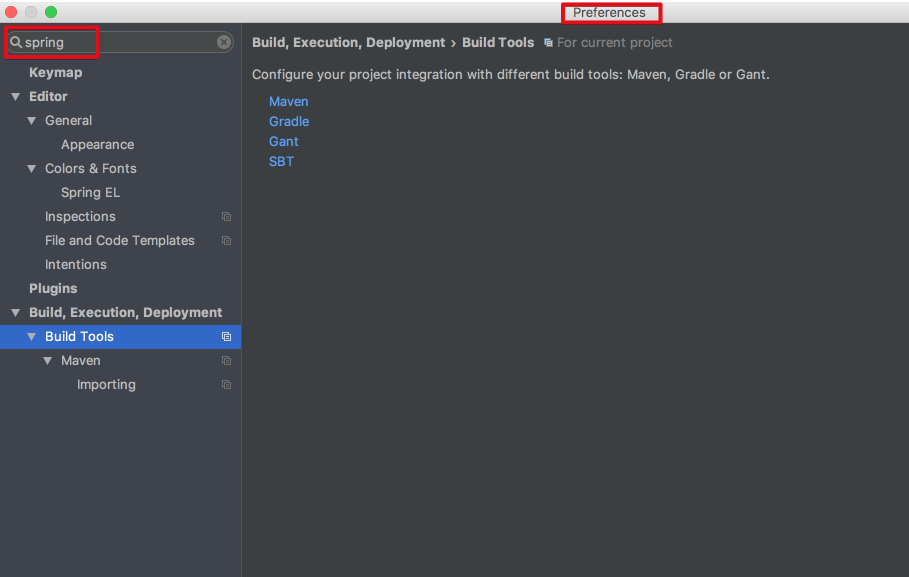 Preferences
spring
Keymap
Editor
General
Appearance
Colors & Fonts
Spring EL
Inspections
File and Code Templates
Intentions
Plugins
Build, Execution, Deployment
Build Tools
Maven
Importing
Build, Execution, Deployment › Build Tools For current project
Configure your project integration with different build tools: Maven, Gradle or Gant.
Maven
Gradle
Gant
SBT